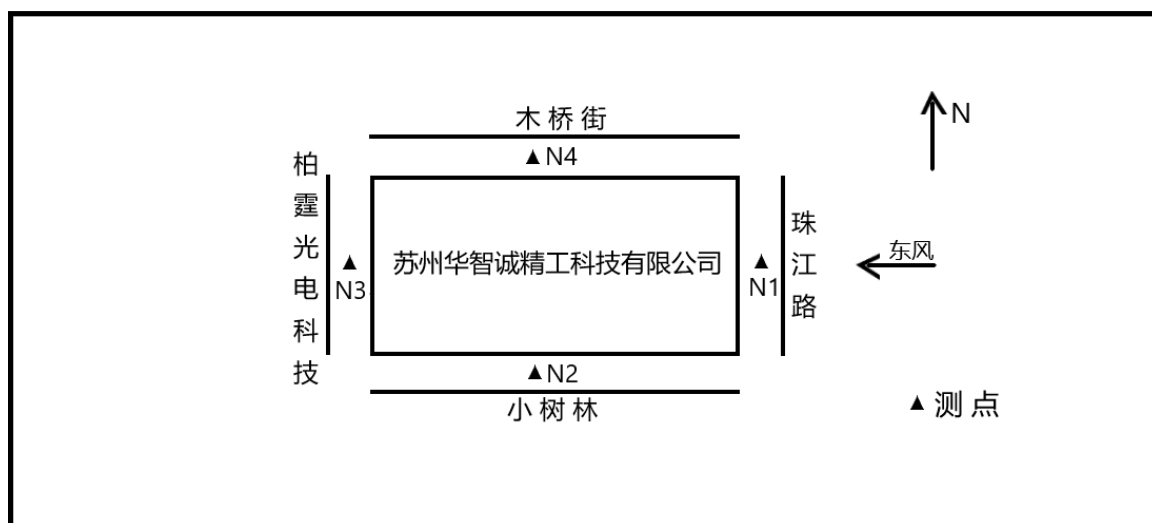 木桥街
N
▲N4
柏霆光电科技
珠江路
苏州华智诚精工科技有限公司
东风
▲
N3
▲
N1
▲N2
小树林
▲测点